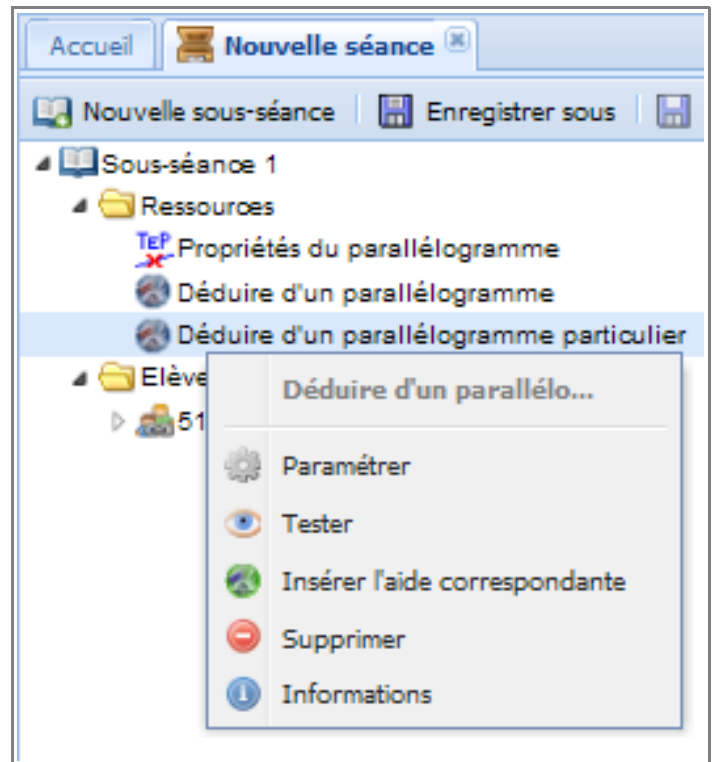 Accueil Nouvelle séance
Nouvelle sous-séance Enregistrer sous
Sous-séance 1
Ressources
TEP Propriétés du parallélogramme
Déduire d'un parallélogramme
Déduire d'un parallélogramme particulier
Elève
51
Déduire d'un parallélo...
Paramétrer
Tester
Insérer l'aide correspondante
Supprimer
Informations